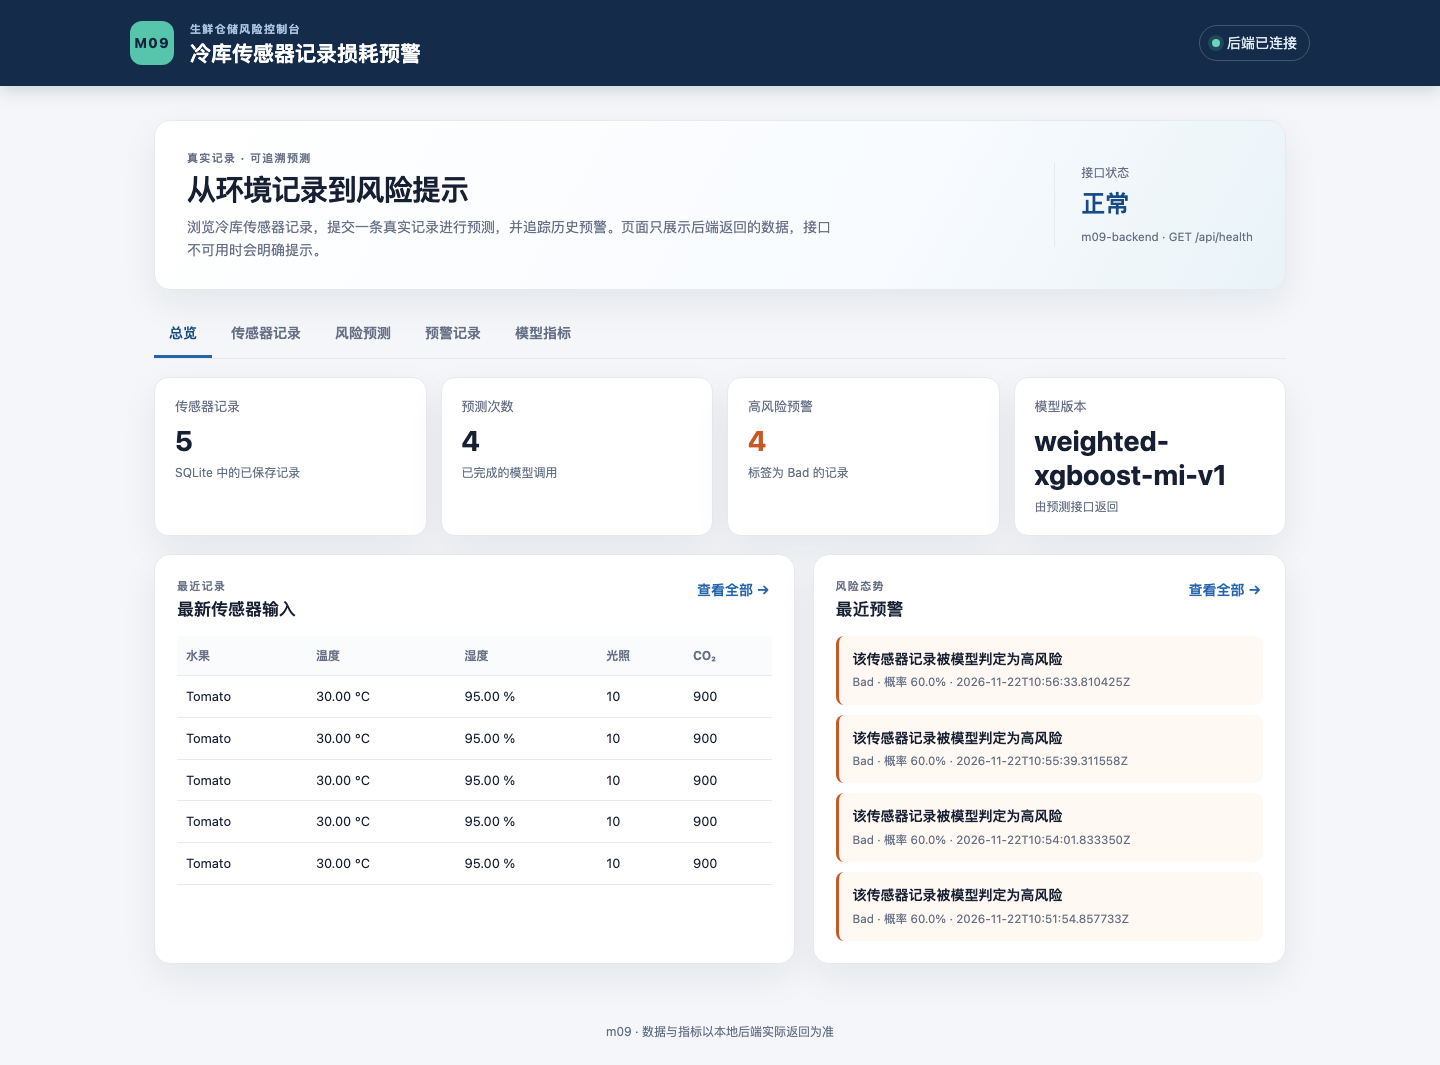 M09
生鲜仓储风险控制台
冷库传感器记录损耗预警
后端已连接
真实记录 · 可追溯预测
从环境记录到风险提示
浏览冷库传感器记录，提交一条真实记录进行预测，并追踪历史预警。页面只展示后端返回的数据，接口
不可用时会明确提示。
接口状态
正常
m09-backend · GET /api/health
总览 传感器记录 风险预测 预警记录 模型指标
传感器记录
5
SQLite 中的已保存记录
预测次数
4
已完成的模型调用
高风险预警
4
标签为 Bad 的记录
模型版本
weighted-
xgboost-mi-v1
由预测接口返回
最近记录
最新传感器输入
查看全部 →
水果 温度 湿度 光照 CO₂
Tomato 30.00 °C 95.00 % 10 900
Tomato 30.00 °C 95.00 % 10 900
Tomato 30.00 °C 95.00 % 10 900
Tomato 30.00 °C 95.00 % 10 900
Tomato 30.00 °C 95.00 % 10 900
风险态势
最近预警
查看全部 →
该传感器记录被模型判定为高风险
Bad · 概率 60.0% · 2026-11-22T10:56:33.810425Z
该传感器记录被模型判定为高风险
Bad · 概率 60.0% · 2026-11-22T10:55:39.311558Z
该传感器记录被模型判定为高风险
Bad · 概率 60.0% · 2026-11-22T10:54:01.833350Z
该传感器记录被模型判定为高风险
Bad · 概率 60.0% · 2026-11-22T10:51:54.857733Z
m09 · 数据与指标以本地后端实际返回为准